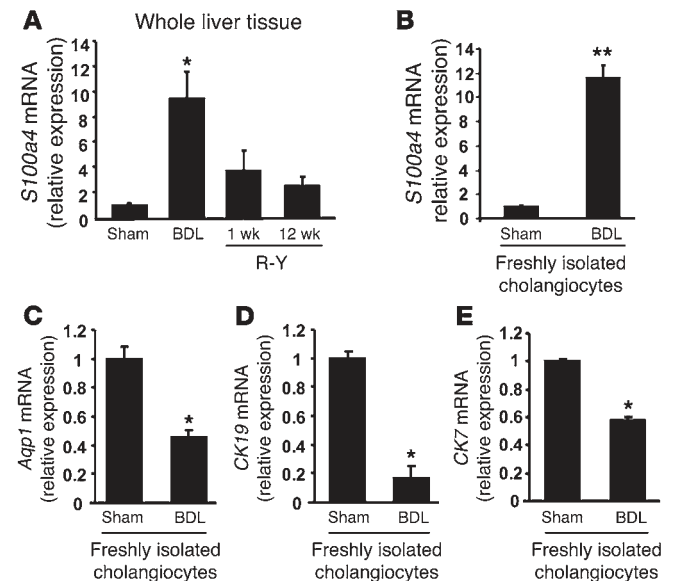 A
Whole liver tissue
S100a4 mRNA
(relative expression)
14
12
10
8
6
4
2
0
*
Sham BDL 1 wk 12 wk
R-Y
B
S100a4 mRNA
relative expression)
14
12
10
8
6
4
2
0
**
Sham BDL
Freshly isolated
cholangiocytes
C
Aqp1 mRNA
(relative expression)
1.2
1
0.8
0.6
0.4
0.2
0
*
Sham BDL
Freshly isolated
cholangiocytes
D
CK19 mRNA
(relative expression)
1.2
1
0.8
0.6
0.4
0.2
0
*
Sham BDL
Freshly isolated
cholangiocytes
E
CK7 mRNA
(relative expression)
1.2
1
0.8
0.6
0.4
0.2
0
*
Sham BDL
Freshly isolated
cholangiocytes